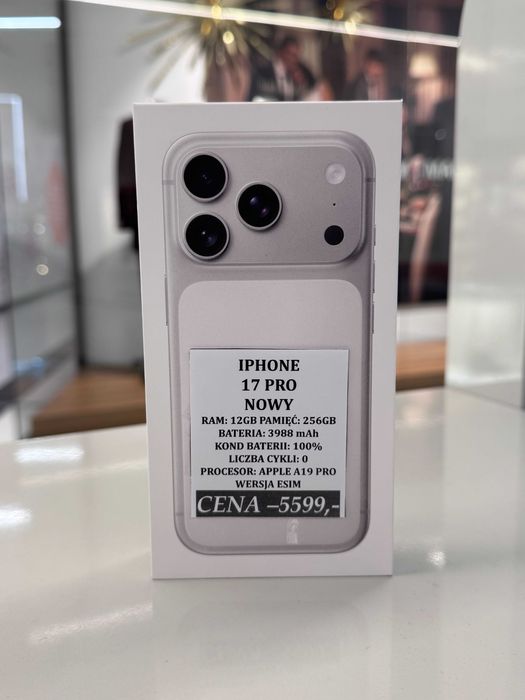 IPHONE
17 PRO
NOWY
RAM: 12GB PAMIĘĆ: 256GB
BATERIA: 3988 mAh
KOND BATERII: 100%
LICZBA CYKLI: 0
PROCESOR: APPLE A19 PRO
WERSJA ESIM
CENA –5599,-